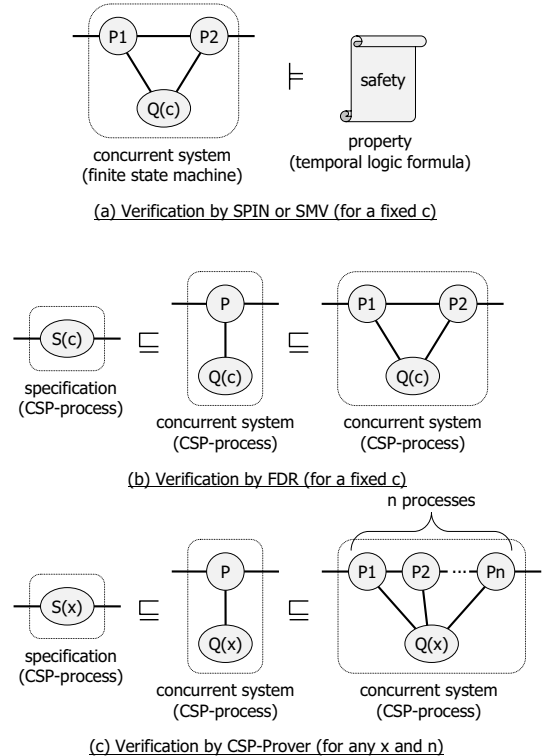 P1 P2
⊨
safety
Q(c)
concurrent system
(finite state machine)
property
(temporal logic formula)
(a) Verification by SPIN or SMV (for a fixed c)
P P1 P2
S(c) ⊑ ⊑
Q(c) Q(c)
specification
(CSP-process)
concurrent system
(CSP-process)
concurrent system
(CSP-process)
(b) Verification by FDR (for a fixed c)
n processes
P P1 P2 ... Pn
S(x) ⊑ ⊑
Q(x) Q(x)
specification
(CSP-process)
concurrent system
(CSP-process)
concurrent system
(CSP-process)
(c) Verification by CSP-Prover (for any x and n)